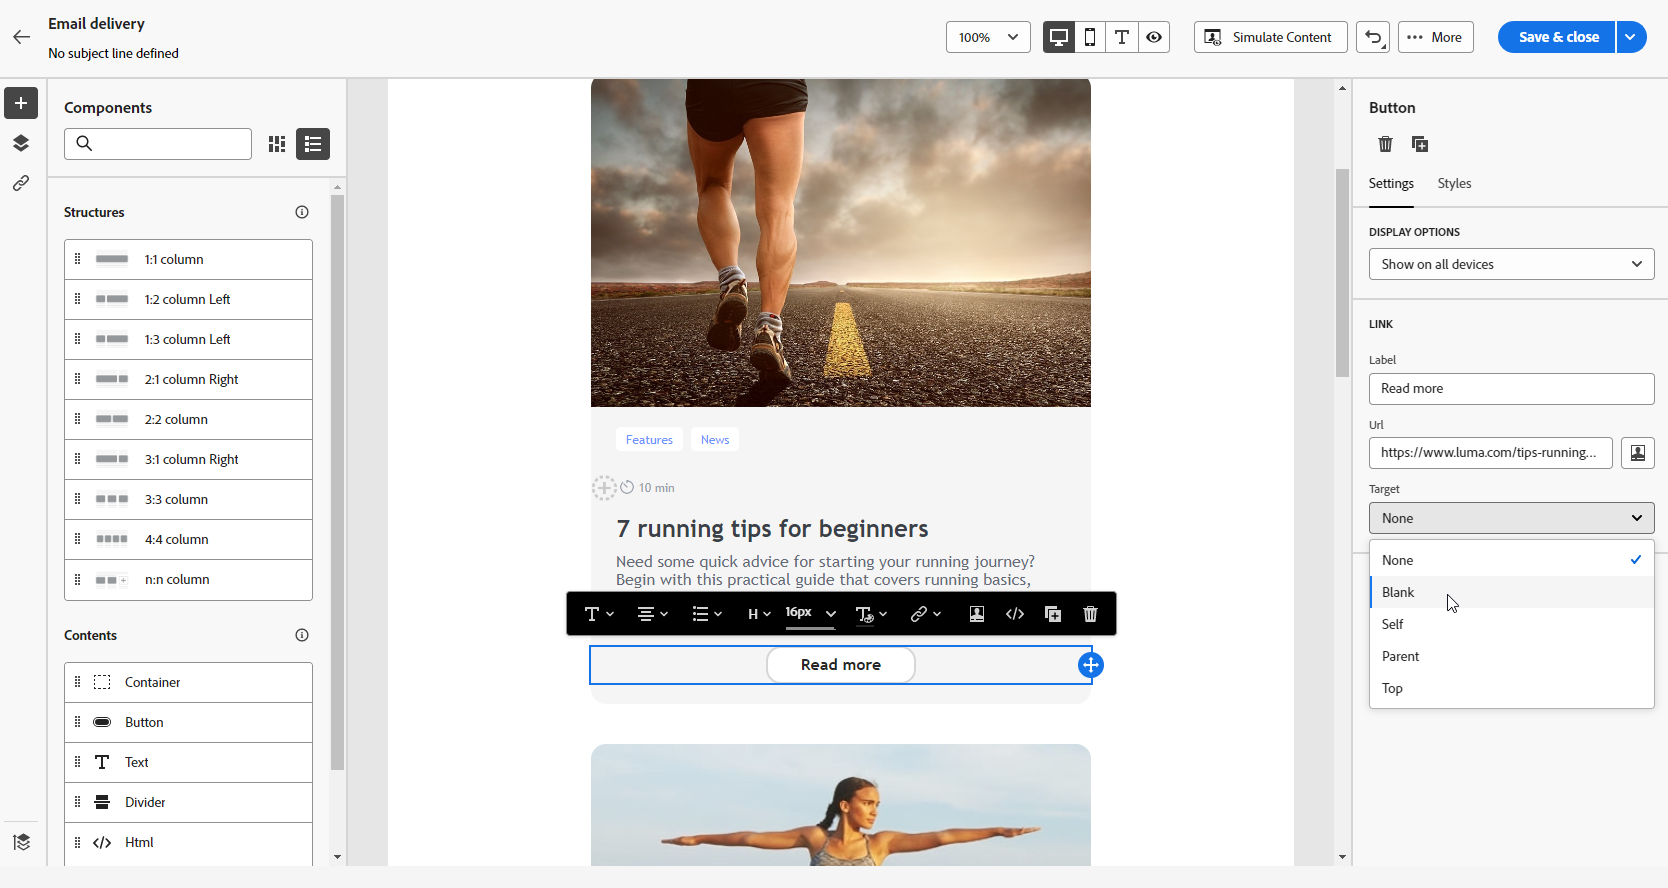 Email delivery
No subject line defined
100%
Simulate Content
More
Save & close
Components
Structures
1:1 column
1:2 column Left
1:3 column Left
2:1 column Right
2:2 column
3:1 column Right
3:3 column
4:4 column
n:n column
Contents
Container
Button
Text
Divider
Html
Features News
10 min
7 running tips for beginners
Need some quick advice for starting your running journey?
Begin with this practical guide that covers running basics,
H 16px
Read more
Button
Settings Styles
DISPLAY OPTIONS
Show on all devices
LINK
Label
Read more
Url
https://www.luma.com/tips-running...
Target
None
None
Blank
Self
Parent
Top